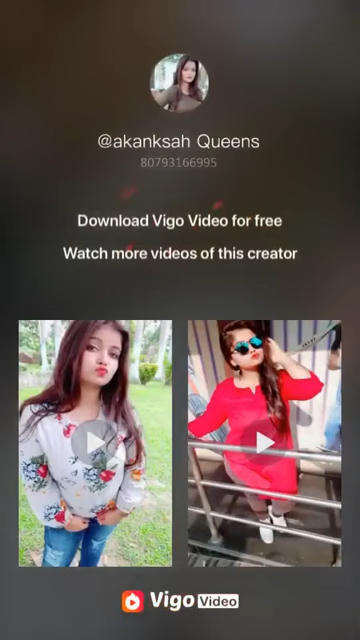 @akanksah Queens
80793166995
Download Vigo Video for free
Watch more videos of this creator
Vigo Video